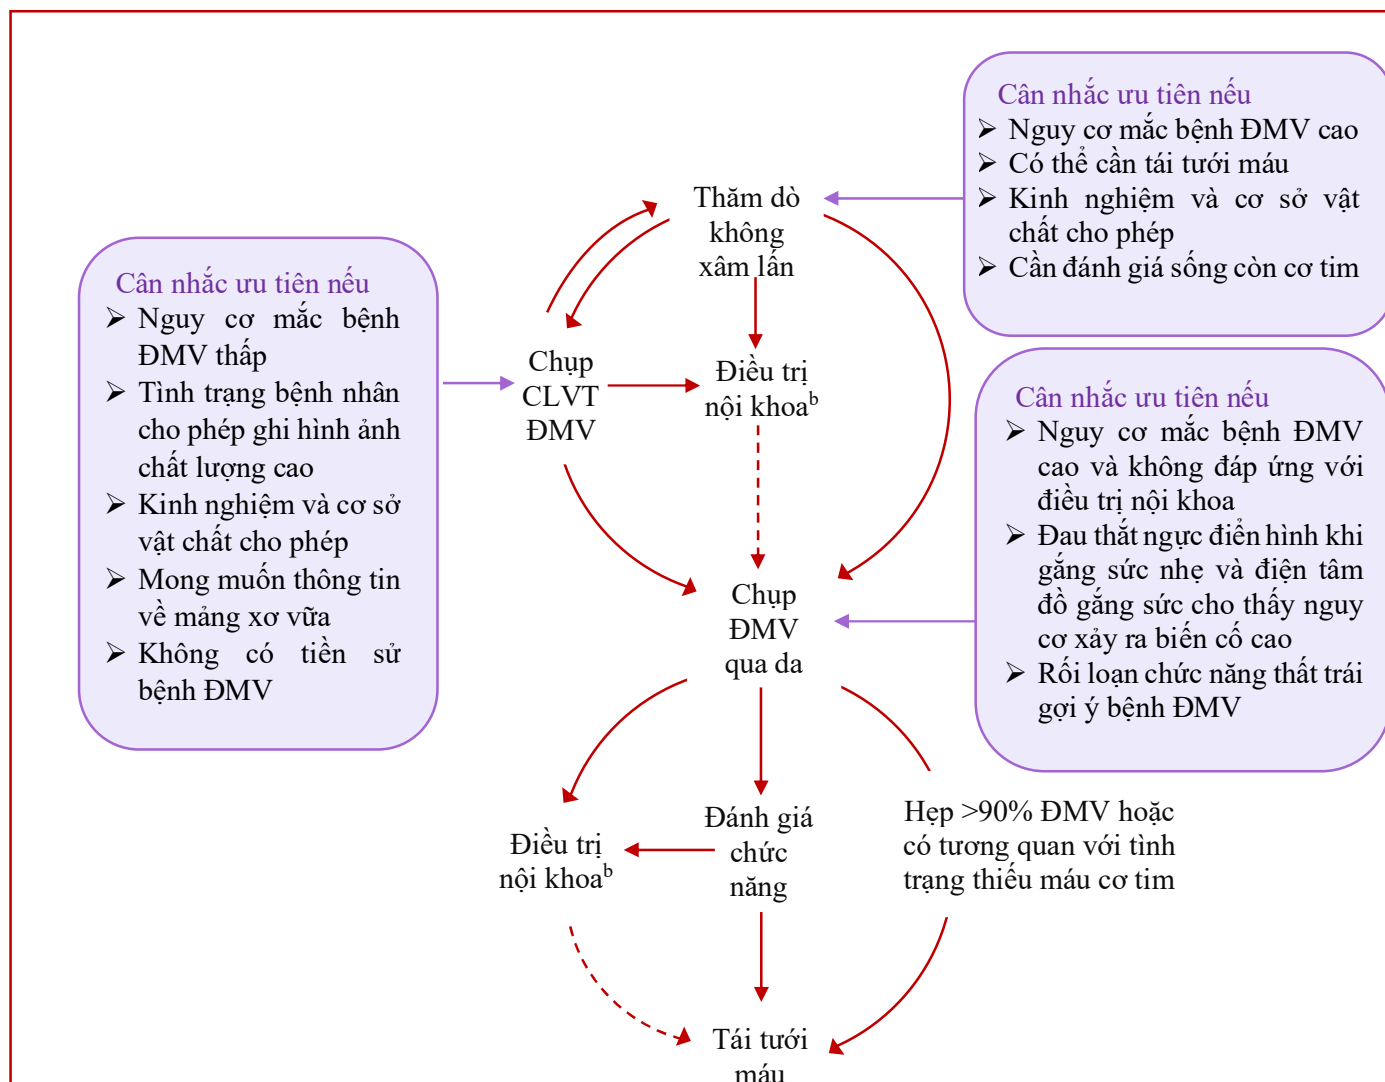 Cân nhắc ưu tiên nếu
➢ Nguy cơ mắc bệnh ĐMV cao
➢ Có thể cần tái tưới máu
➢ Kinh nghiệm và cơ sở vật
chất cho phép
➢ Cần đánh giá sống còn cơ tim
Thăm dò
không
xâm lấn
Cân nhắc ưu tiên nếu
➢ Nguy cơ mắc bệnh
ĐMV thấp
➢ Tình trạng bệnh nhân
cho phép ghi hình ảnh
chất lượng cao
➢ Kinh nghiệm và cơ sở
vật chất cho phép
➢ Mong muốn thông tin
về mảng xơ vữa
➢ Không có tiền sử
bệnh ĐMV
Chụp
CLVT
ĐMV
Điều trị
nội khoaᵇ
Cân nhắc ưu tiên nếu
➢ Nguy cơ mắc bệnh ĐMV
cao và không đáp ứng với
điều trị nội khoa
➢ Đau thắt ngực điển hình khi
gắng sức nhẹ và điện tâm
đồ gắng sức cho thấy nguy
cơ xảy ra biến cố cao
➢ Rối loạn chức năng thất trái
gợi ý bệnh ĐMV
Chụp
ĐMV
qua da
Điều trị
nội khoaᵇ
Đánh giá
chức
năng
Hẹp >90% ĐMV hoặc
có tương quan với tình
trạng thiếu máu cơ tim
Tái tưới
máu